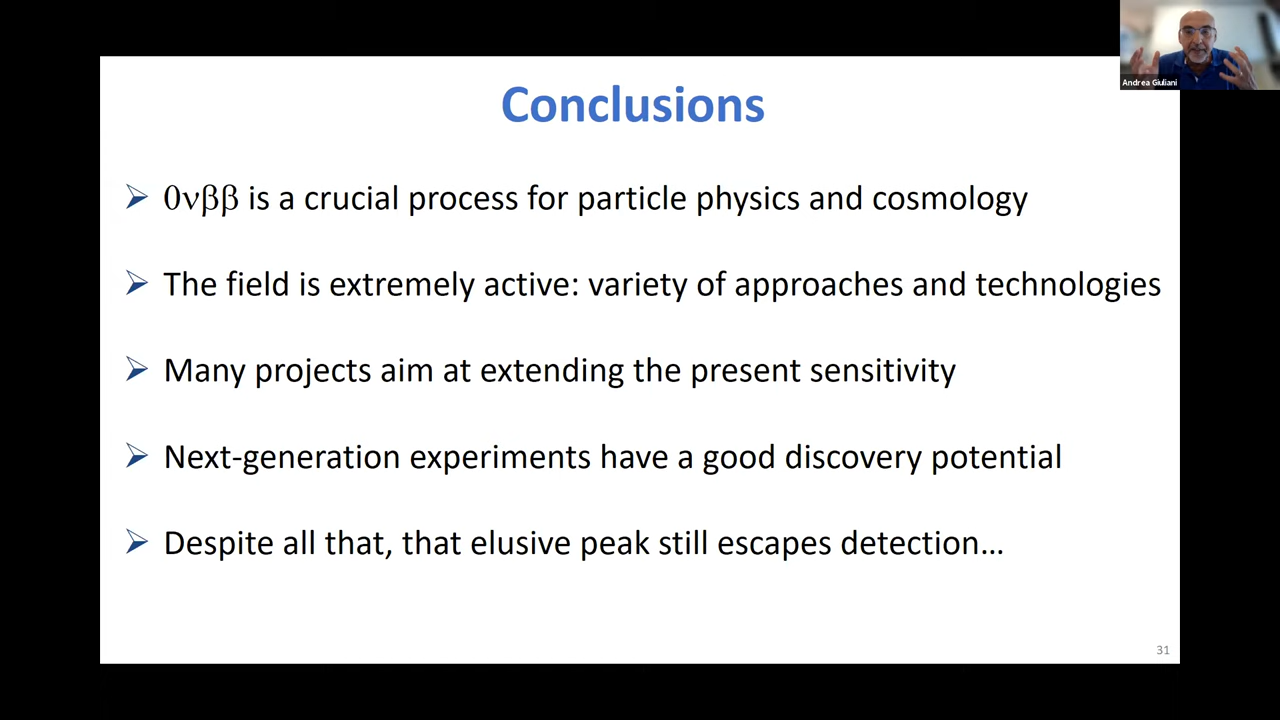 Andrea Giuliani
Conclusions
➢ 0νββ is a crucial process for particle physics and cosmology
➢ The field is extremely active: variety of approaches and technologies
➢ Many projects aim at extending the present sensitivity
➢ Next-generation experiments have a good discovery potential
➢ Despite all that, that elusive peak still escapes detection…
31